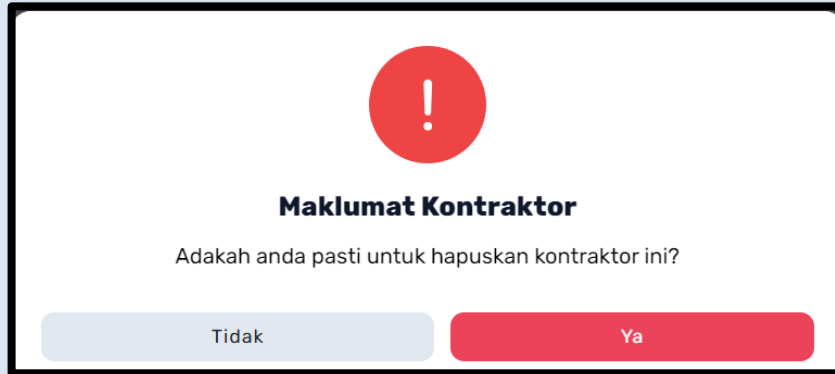 !
Maklumat Kontraktor
Adakah anda pasti untuk hapuskan kontraktor ini?
Tidak
Ya